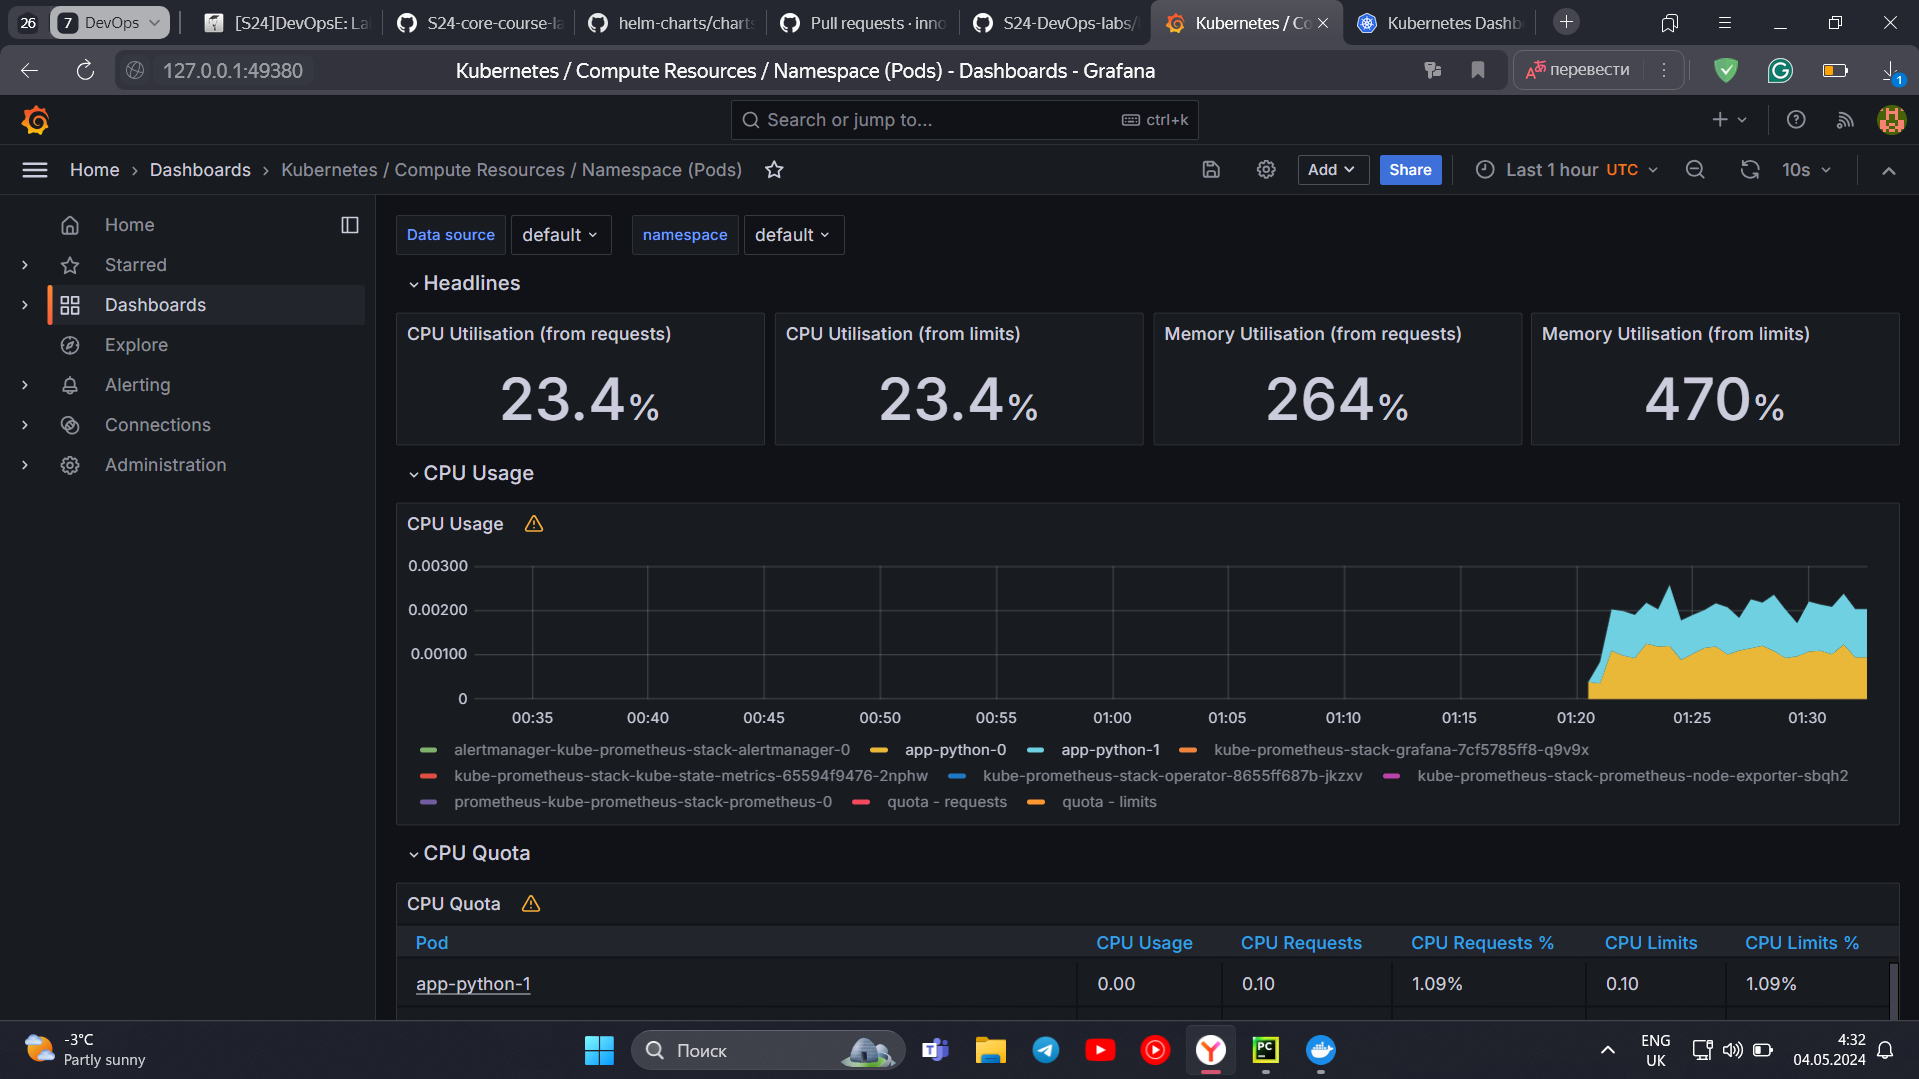 26
7 DevOps
[S24]DevOpsE: La
S24-core-course-la
helm-charts/charts
Pull requests · inno
S24-DevOps-labs/
Kubernetes / Co
Kubernetes Dashb
127.0.0.1:49380
Kubernetes / Compute Resources / Namespace (Pods) - Dashboards - Grafana
перевести
1
Search or jump to...
ctrl+k
Home › Dashboards › Kubernetes / Compute Resources / Namespace (Pods)
Add
Share
Last 1 hour UTC
10s
Home
Starred
Dashboards
Explore
Alerting
Connections
Administration
Data source default
namespace default
Headlines
CPU Utilisation (from requests)
23.4%
CPU Utilisation (from limits)
23.4%
Memory Utilisation (from requests)
264%
Memory Utilisation (from limits)
470%
CPU Usage
CPU Usage
0.00300
0.00200
0.00100
0
00:35 00:40 00:45 00:50 00:55 01:00 01:05 01:10 01:15 01:20 01:25 01:30
alertmanager-kube-prometheus-stack-alertmanager-0 app-python-0 app-python-1 kube-prometheus-stack-grafana-7cf5785ff8-q9v9x
kube-prometheus-stack-kube-state-metrics-65594f9476-2nphw kube-prometheus-stack-operator-8655ff687b-jkzxv kube-prometheus-stack-prometheus-node-exporter-sbqh2
prometheus-kube-prometheus-stack-prometheus-0 quota - requests quota - limits
CPU Quota
CPU Quota
Pod CPU Usage CPU Requests CPU Requests % CPU Limits CPU Limits %
app-python-1 0.00 0.10 1.09% 0.10 1.09%
-3°C
Partly sunny
Поиск
PC
ENG
UK
4:32
04.05.2024